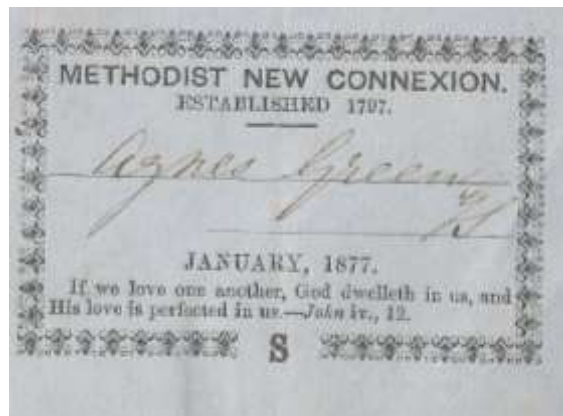 METHODIST NEW CONNEXION.
ESTABLISHED 1797.
Agnes Green
JANUARY, 1877.
If we love one another, God dwelleth in us, and
His love is perfected in us.—John iv., 12.
S